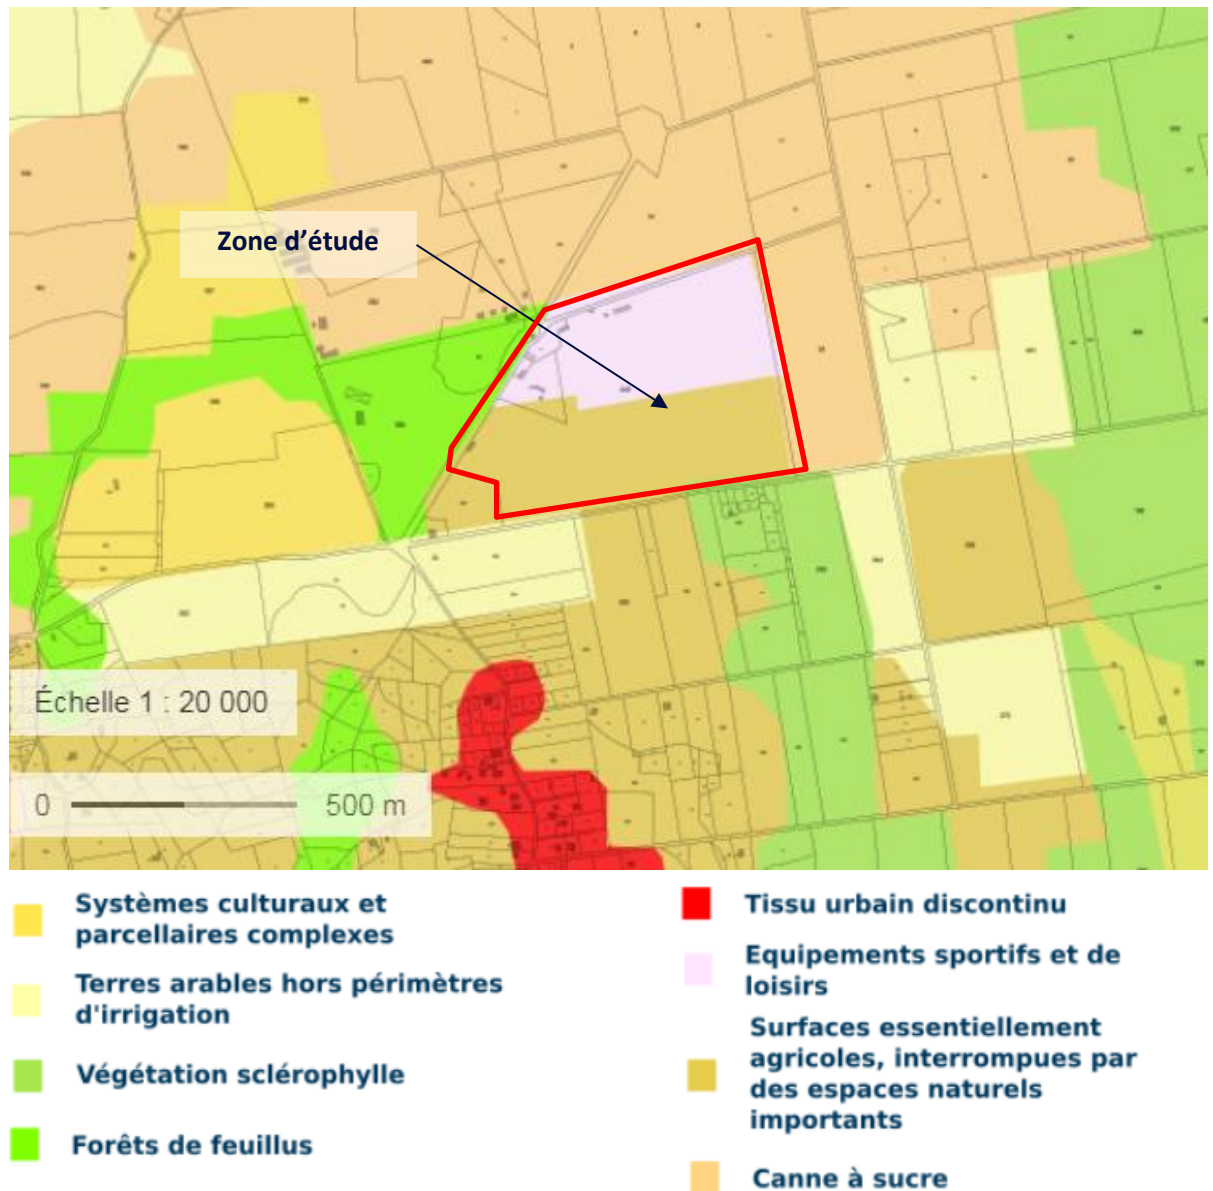 Zone d’étude
Échelle 1 : 20 000
0 500 m
Systèmes culturaux et
parcellaires complexes
Terres arables hors périmètres
d'irrigation
Végétation sclérophylle
Forêts de feuillus
Tissu urbain discontinu
Equipements sportifs et de
loisirs
Surfaces essentiellement
agricoles, interrompues par
des espaces naturels
importants
Canne à sucre